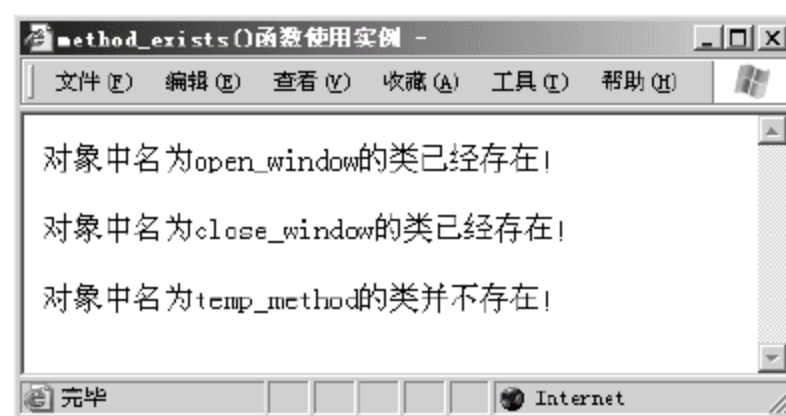 method_exists()函数使用实例 -
文件(F) 编辑(E) 查看(V) 收藏(A) 工具(T) 帮助(H)
对象中名为open_window的类已经存在!
对象中名为close_window的类已经存在!
对象中名为temp_method的类并不存在!
完毕 Internet